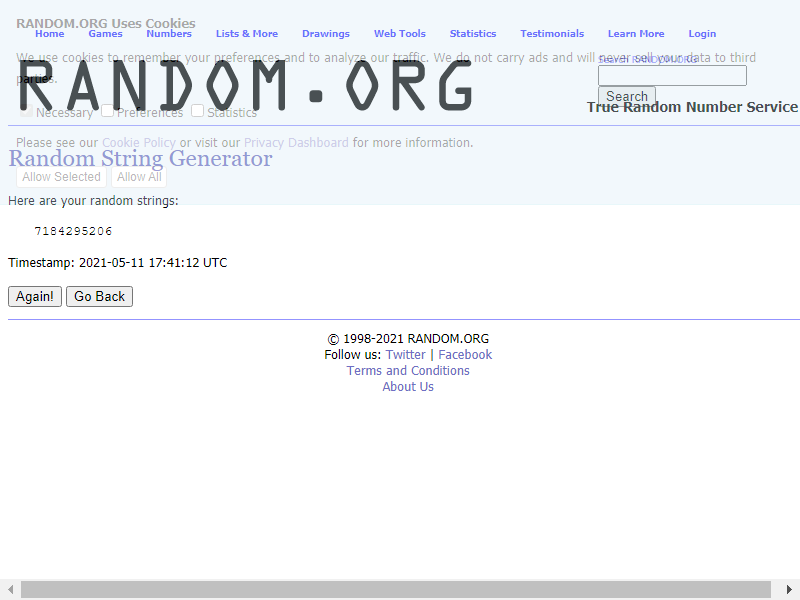 RANDOM.ORG Uses Cookies
Home Games Numbers Lists & More Drawings Web Tools Statistics Testimonials Learn More Login
We use cookies to remember your preferences and to analyze our traffic. We do not carry ads and will never sell your data to third
parties.
Search RANDOM.ORG
RANDOM.ORG
Search
True Random Number Service
Necessary Preferences Statistics
Please see our Cookie Policy or visit our Privacy Dashboard for more information.
Random String Generator
Allow Selected Allow All
Here are your random strings:
7184295206
Timestamp: 2021-05-11 17:41:12 UTC
Again! Go Back
© 1998-2021 RANDOM.ORG
Follow us: Twitter | Facebook
Terms and Conditions
About Us